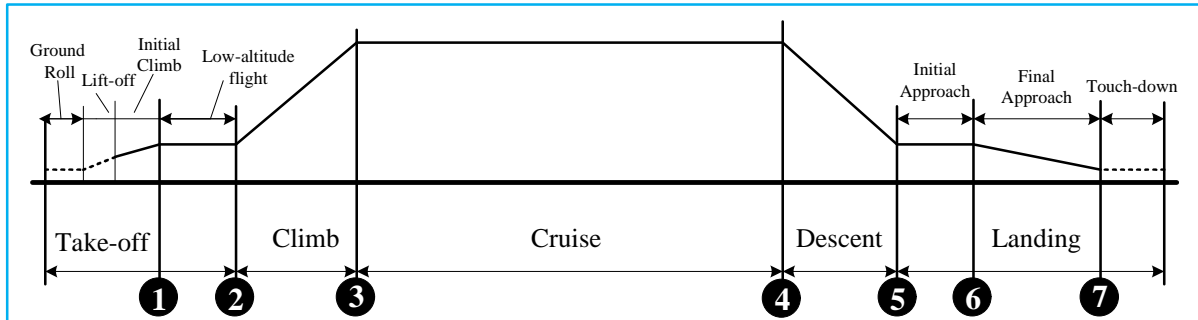 Ground
Roll
Lift-off
Initial
Climb
Low-altitude
flight
Initial
Approach
Final
Approach
Touch-down
Take-off
Climb
Cruise
Descent
Landing
1
2
3
4
5
6
7